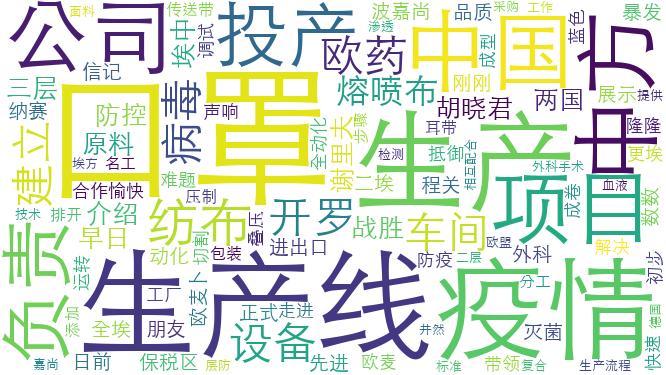 公司
投产
埃中
传送带
调试
面料
欧药
波嘉尚
渗透
采购
品质
成型
工作
刚刚
中国
蓝色
方
暴发
三层
信记
纳赛
防控
原料
病毒
声响
口罩
全动化
步骤
熔喷布
谢里夫
胡晓君
耳带
抵御
两国
展示
隆隆
中
提供
更埃
建立
埃方
名工
合作愉快
难题
压制
二埃
检测
程关
相互配合
生产
外科手术
成卷
项目
血液
数数
负责
技术
排开
介绍
早日
纺布
动化
切割
包装
叠压
开罗
进出口
战胜
车间
防疫
欧盟
二层
外科
分工
解决
初步
运转
添加
全埃
嘉尚
日前
工厂
朋友
层防
保税区
欧麦卜
生产线
正式
设备
走进
先进
井然
欧麦
标准
疫情
灭菌
带领
德国
复合
生产流程
快速